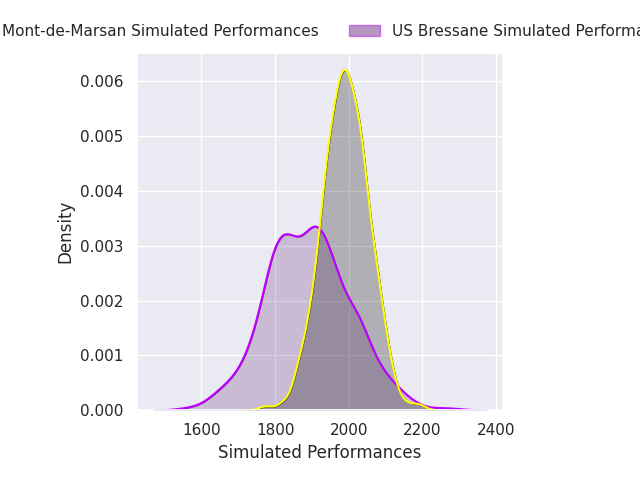 Mont-de-Marsan Simulated Performances
US Bressane Simulated
0.006
0.005
0.004
0.003
0.002
0.001
0.000
Density
1600 1800 2000 2200 2400
Simulated Performances